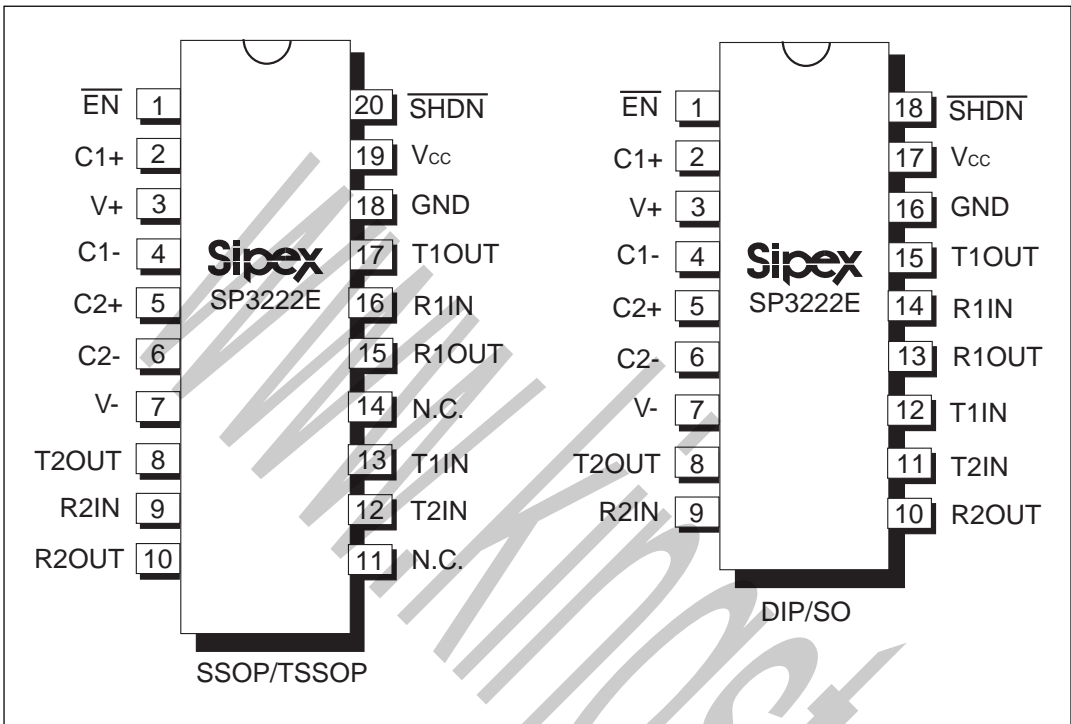 EN 1 20 SHDN
C1+ 2 19 Vcc
V+ 3 18 GND
C1- 4 17 T1OUT
C2+ 5 16 R1IN
C2- 6 15 R1OUT
V- 7 14 N.C.
T2OUT 8 13 T1IN
R2IN 9 12 T2IN
R2OUT 10 11 N.C.
Sipex
SP3222E
SSOP/TSSOP
EN 1 18 SHDN
C1+ 2 17 Vcc
V+ 3 16 GND
C1- 4 15 T1OUT
C2+ 5 14 R1IN
C2- 6 13 R1OUT
V- 7 12 T1IN
T2OUT 8 11 T2IN
R2IN 9 10 R2OUT
Sipex
SP3222E
DIP/SO